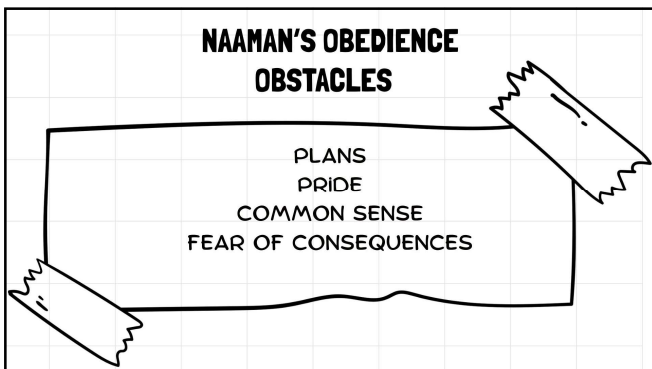 NAAMAN'S OBEDIENCE
OBSTACLES
PLANS
PRIDE
COMMON SENSE
FEAR OF CONSEQUENCES